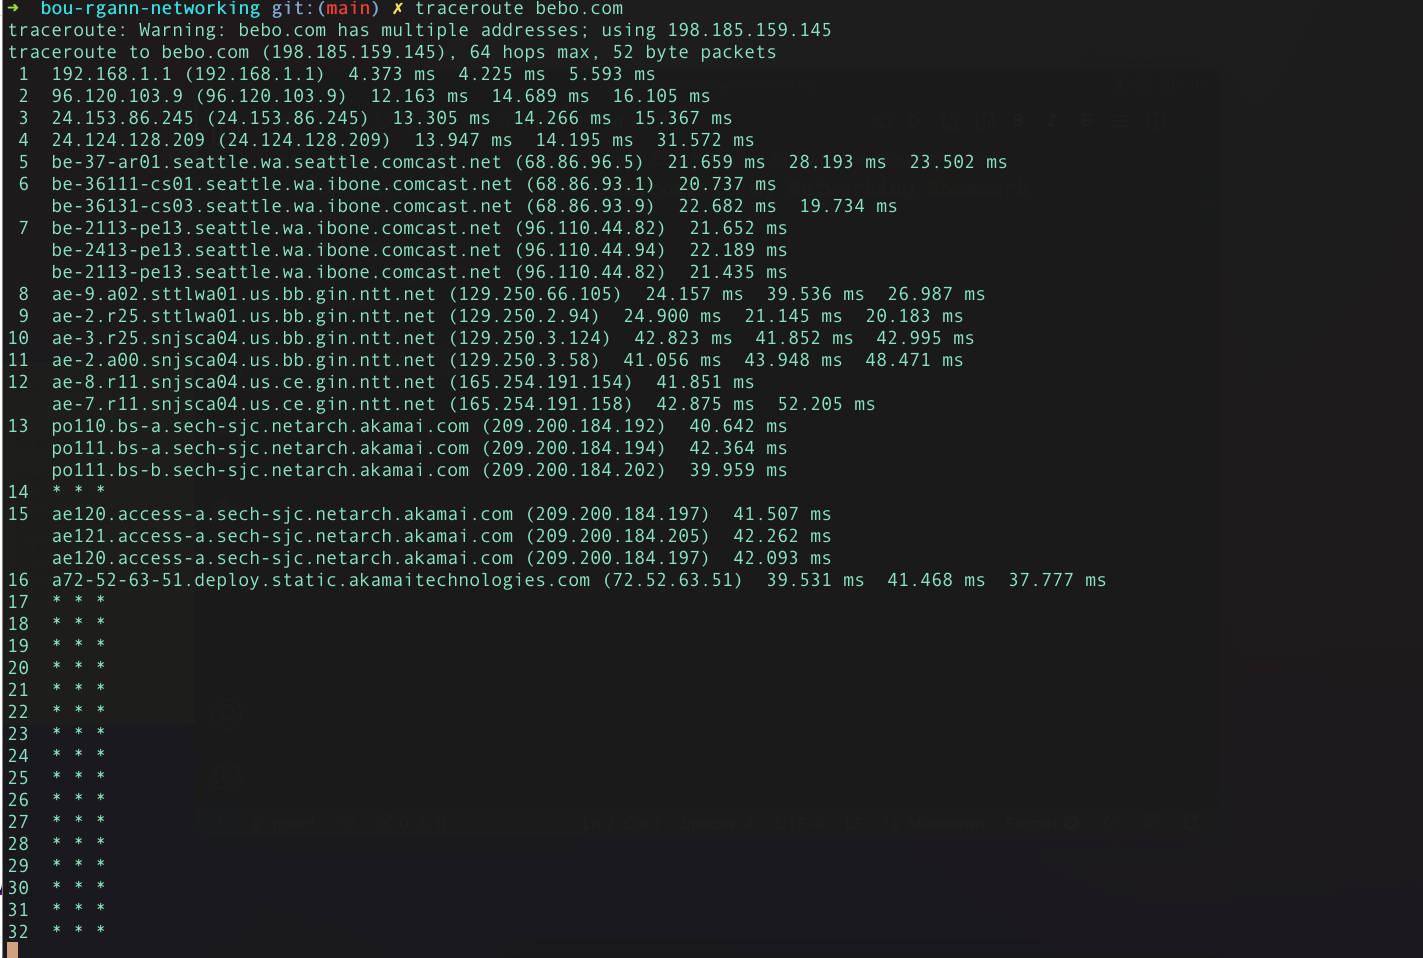 ➜  bou-rgann-networking git:(main) ✗ traceroute bebo.com
traceroute: Warning: bebo.com has multiple addresses; using 198.185.159.145
traceroute to bebo.com (198.185.159.145), 64 hops max, 52 byte packets
 1  192.168.1.1 (192.168.1.1)  4.373 ms  4.225 ms  5.593 ms
 2  96.120.103.9 (96.120.103.9)  12.163 ms  14.689 ms  16.105 ms
 3  24.153.86.245 (24.153.86.245)  13.305 ms  14.266 ms  15.367 ms
 4  24.124.128.209 (24.124.128.209)  13.947 ms  14.195 ms  31.572 ms
 5  be-37-ar01.seattle.wa.seattle.comcast.net (68.86.96.5)  21.659 ms  28.193 ms  23.502 ms
 6  be-36111-cs01.seattle.wa.ibone.comcast.net (68.86.93.1)  20.737 ms
    be-36131-cs03.seattle.wa.ibone.comcast.net (68.86.93.9)  22.682 ms  19.734 ms
 7  be-2113-pe13.seattle.wa.ibone.comcast.net (96.110.44.82)  21.652 ms
    be-2413-pe13.seattle.wa.ibone.comcast.net (96.110.44.94)  22.189 ms
    be-2113-pe13.seattle.wa.ibone.comcast.net (96.110.44.82)  21.435 ms
 8  ae-9.a02.sttlwa01.us.bb.gin.ntt.net (129.250.66.105)  24.157 ms  39.536 ms  26.987 ms
 9  ae-2.r25.sttlwa01.us.bb.gin.ntt.net (129.250.2.94)  24.900 ms  21.145 ms  20.183 ms
10  ae-3.r25.snjsca04.us.bb.gin.ntt.net (129.250.3.124)  42.823 ms  41.852 ms  42.995 ms
11  ae-2.a00.snjsca04.us.bb.gin.ntt.net (129.250.3.58)  41.056 ms  43.948 ms  48.471 ms
12  ae-8.r11.snjsca04.us.ce.gin.ntt.net (165.254.191.154)  41.851 ms
    ae-7.r11.snjsca04.us.ce.gin.ntt.net (165.254.191.158)  42.875 ms  52.205 ms
13  po110.bs-a.sech-sjc.netarch.akamai.com (209.200.184.192)  40.642 ms
    po111.bs-a.sech-sjc.netarch.akamai.com (209.200.184.194)  42.364 ms
    po111.bs-b.sech-sjc.netarch.akamai.com (209.200.184.202)  39.959 ms
14  * * *
15  ae120.access-a.sech-sjc.netarch.akamai.com (209.200.184.197)  41.507 ms
    ae121.access-a.sech-sjc.netarch.akamai.com (209.200.184.205)  42.262 ms
    ae120.access-a.sech-sjc.netarch.akamai.com (209.200.184.197)  42.093 ms
16  a72-52-63-51.deploy.static.akamaitechnologies.com (72.52.63.51)  39.531 ms  41.468 ms  37.777 ms
17  * * *
18  * * *
19  * * *
20  * * *
21  * * *
22  * * *
23  * * *
24  * * *
25  * * *
26  * * *
27  * * *
28  * * *
29  * * *
30  * * *
31  * * *
32  * * *